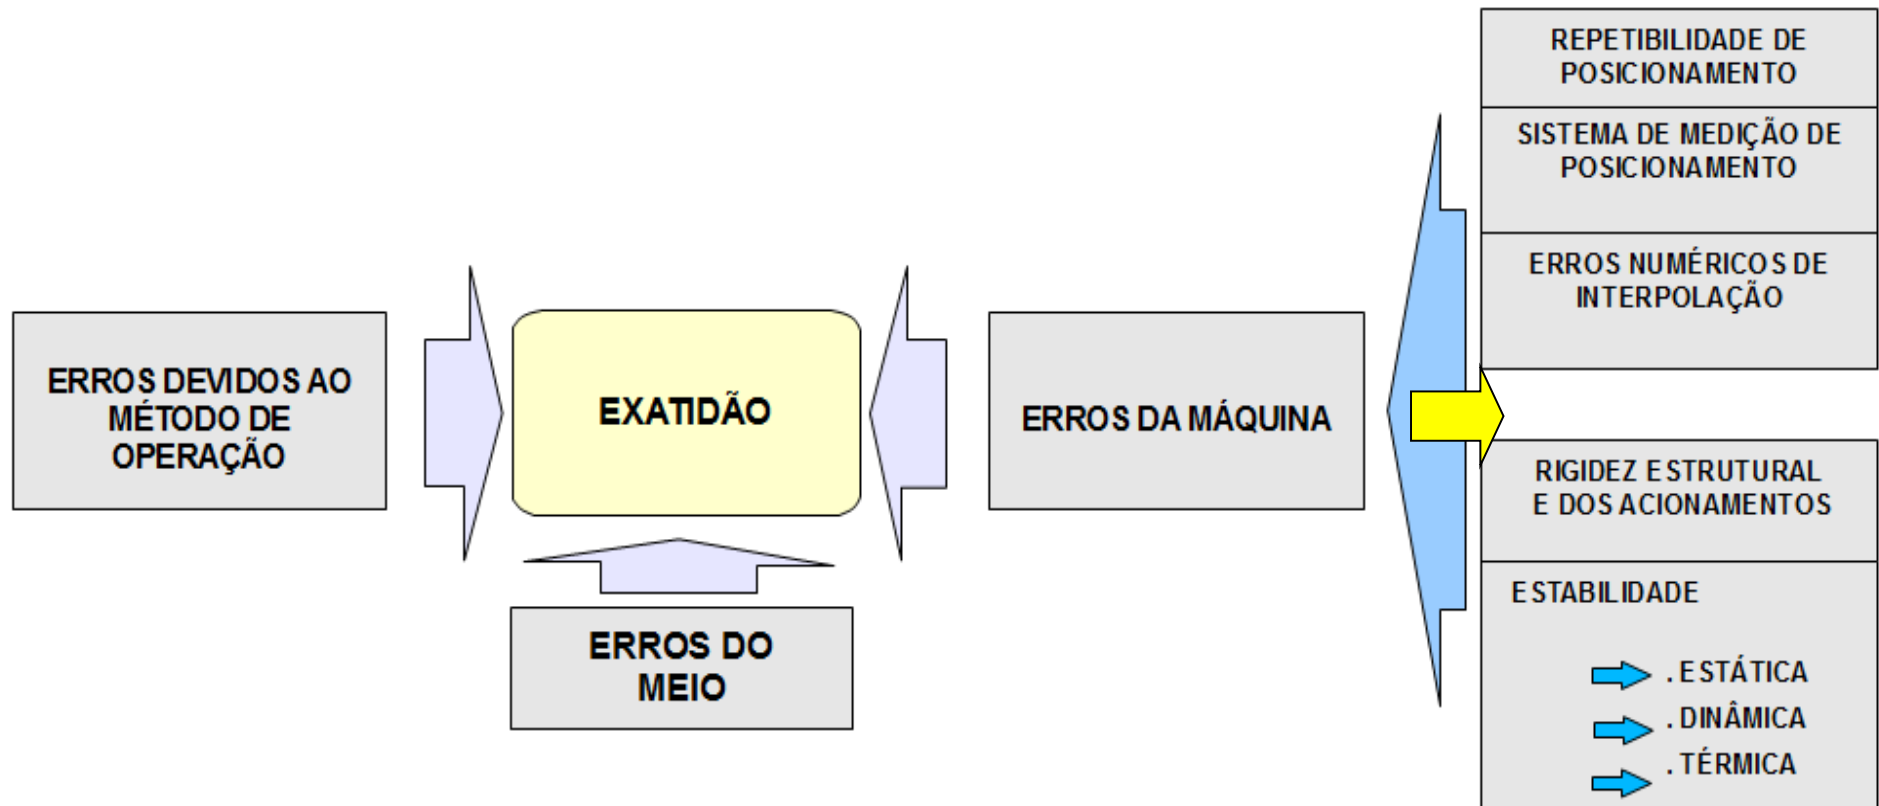 ERROS DEVIDOS AO
MÉTODO DE
OPERAÇÃO
EXATIDÃO
ERROS DO
MEIO
ERROS DA MÁQUINA
REPETIBILIDADE DE
POSICIONAMENTO
SISTEMA DE MEDIÇÃO DE
POSICIONAMENTO
ERROS NUMÉRICOS DE
INTERPOLAÇÃO
RIGIDEZ ESTRUTURAL
E DOS ACIONAMENTOS
ESTABILIDADE
. ESTÁTICA
. DINÂMICA
. TÉRMICA